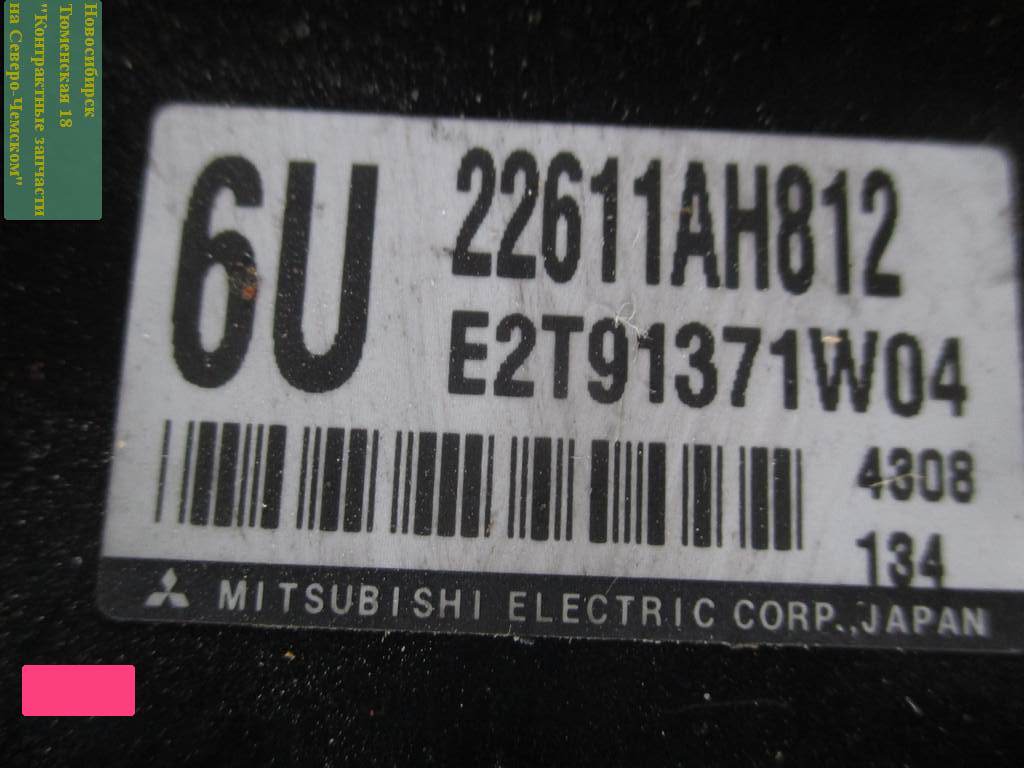 Новосибирск
Тюменская 18
"Контрактные запчасти
на Северо-Чемском"
6U
22611AH812
E2T91371W04
4308
134
MITSUBISHI ELECTRIC CORP.,JAPAN